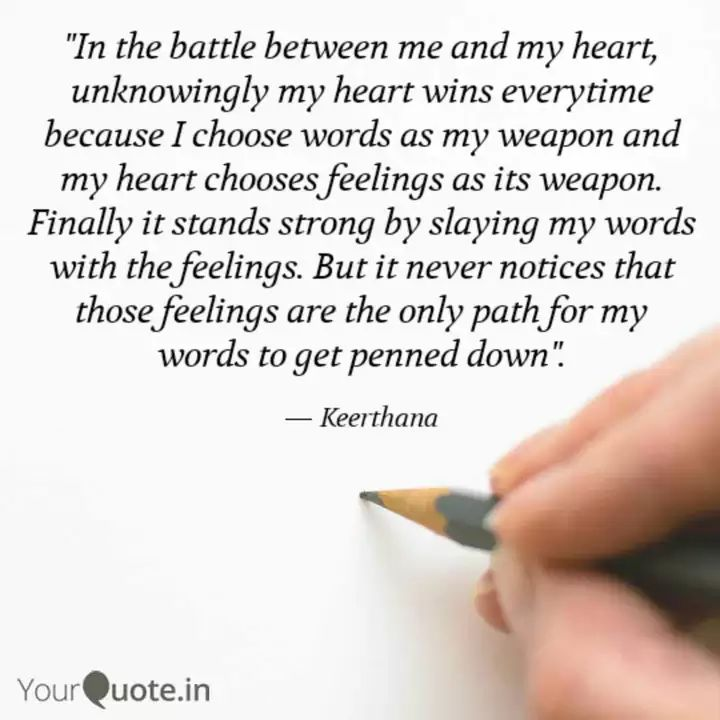 "In the battle between me and my heart,
unknowingly my heart wins everytime
because I choose words as my weapon and
my heart chooses feelings as its weapon.
Finally it stands strong by slaying my words
with the feelings. But it never notices that
those feelings are the only path for my
words to get penned down".
— Keerthana
YourQuote.in